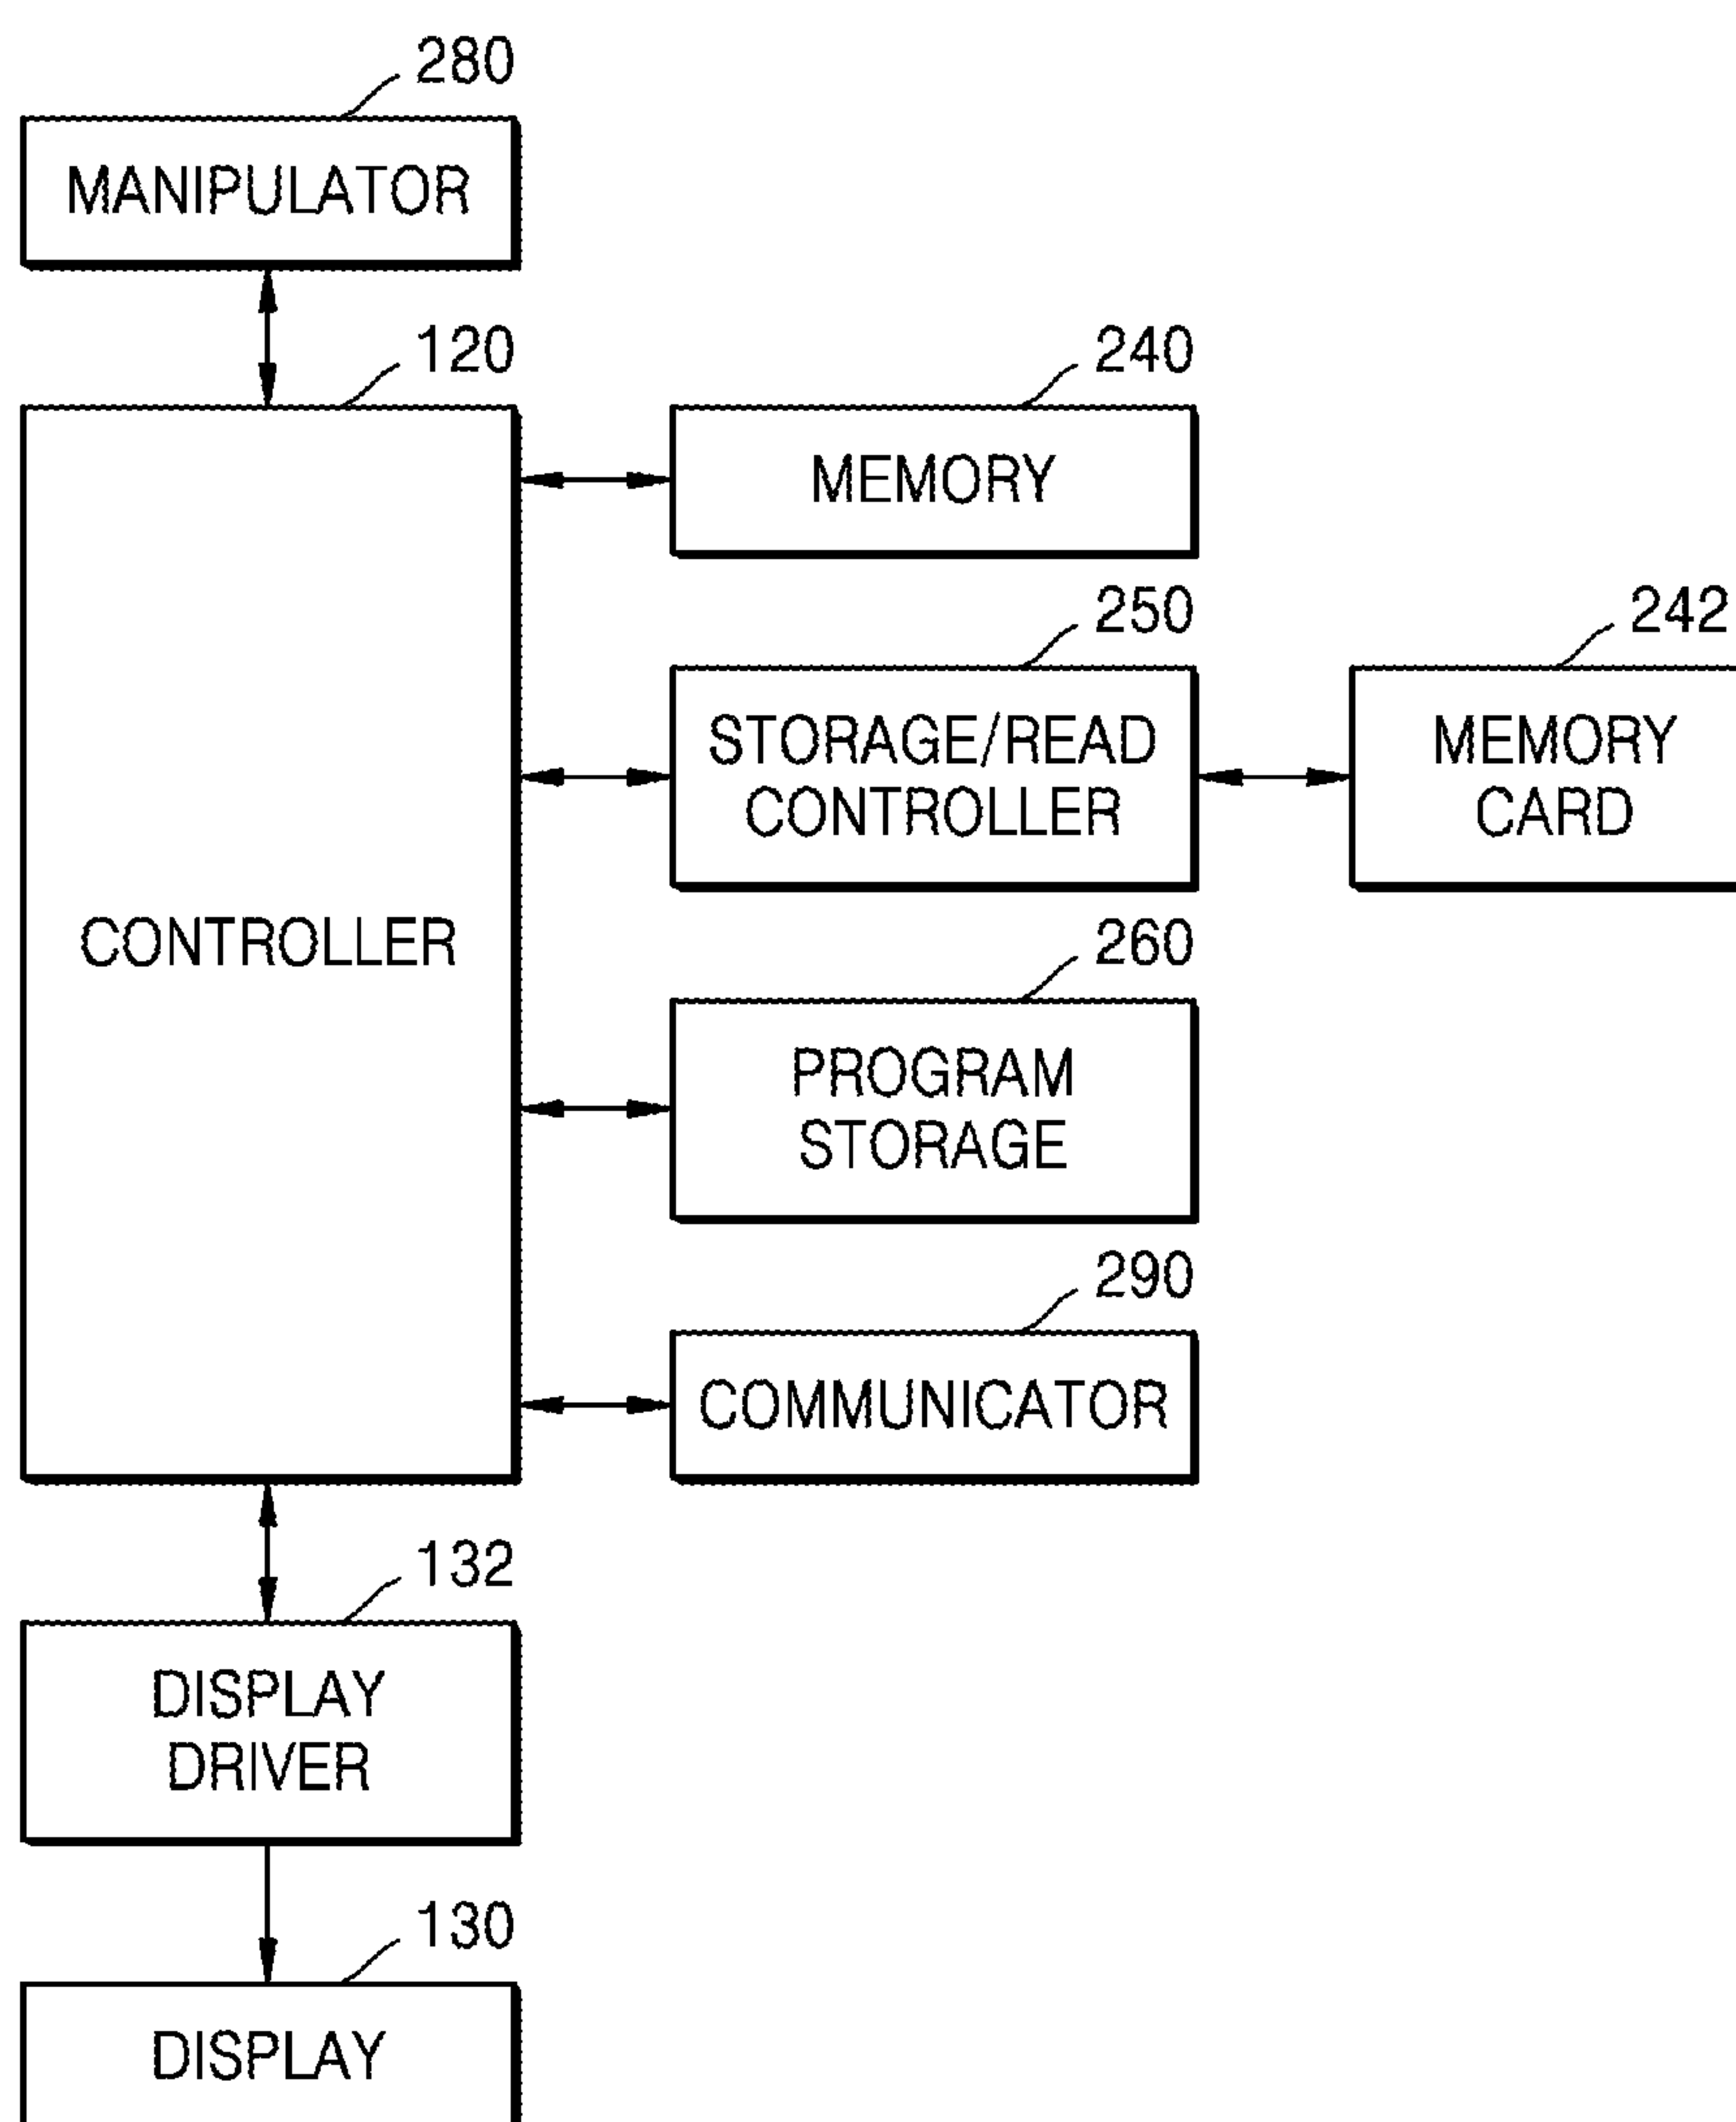 280
MANIPULATOR
120
240
MEMORY
250
242
STORAGE/READ
CONTROLLER
MEMORY
CARD
CONTROLLER
260
PROGRAM
STORAGE
290
COMMUNICATOR
132
DISPLAY
DRIVER
130
DISPLAY